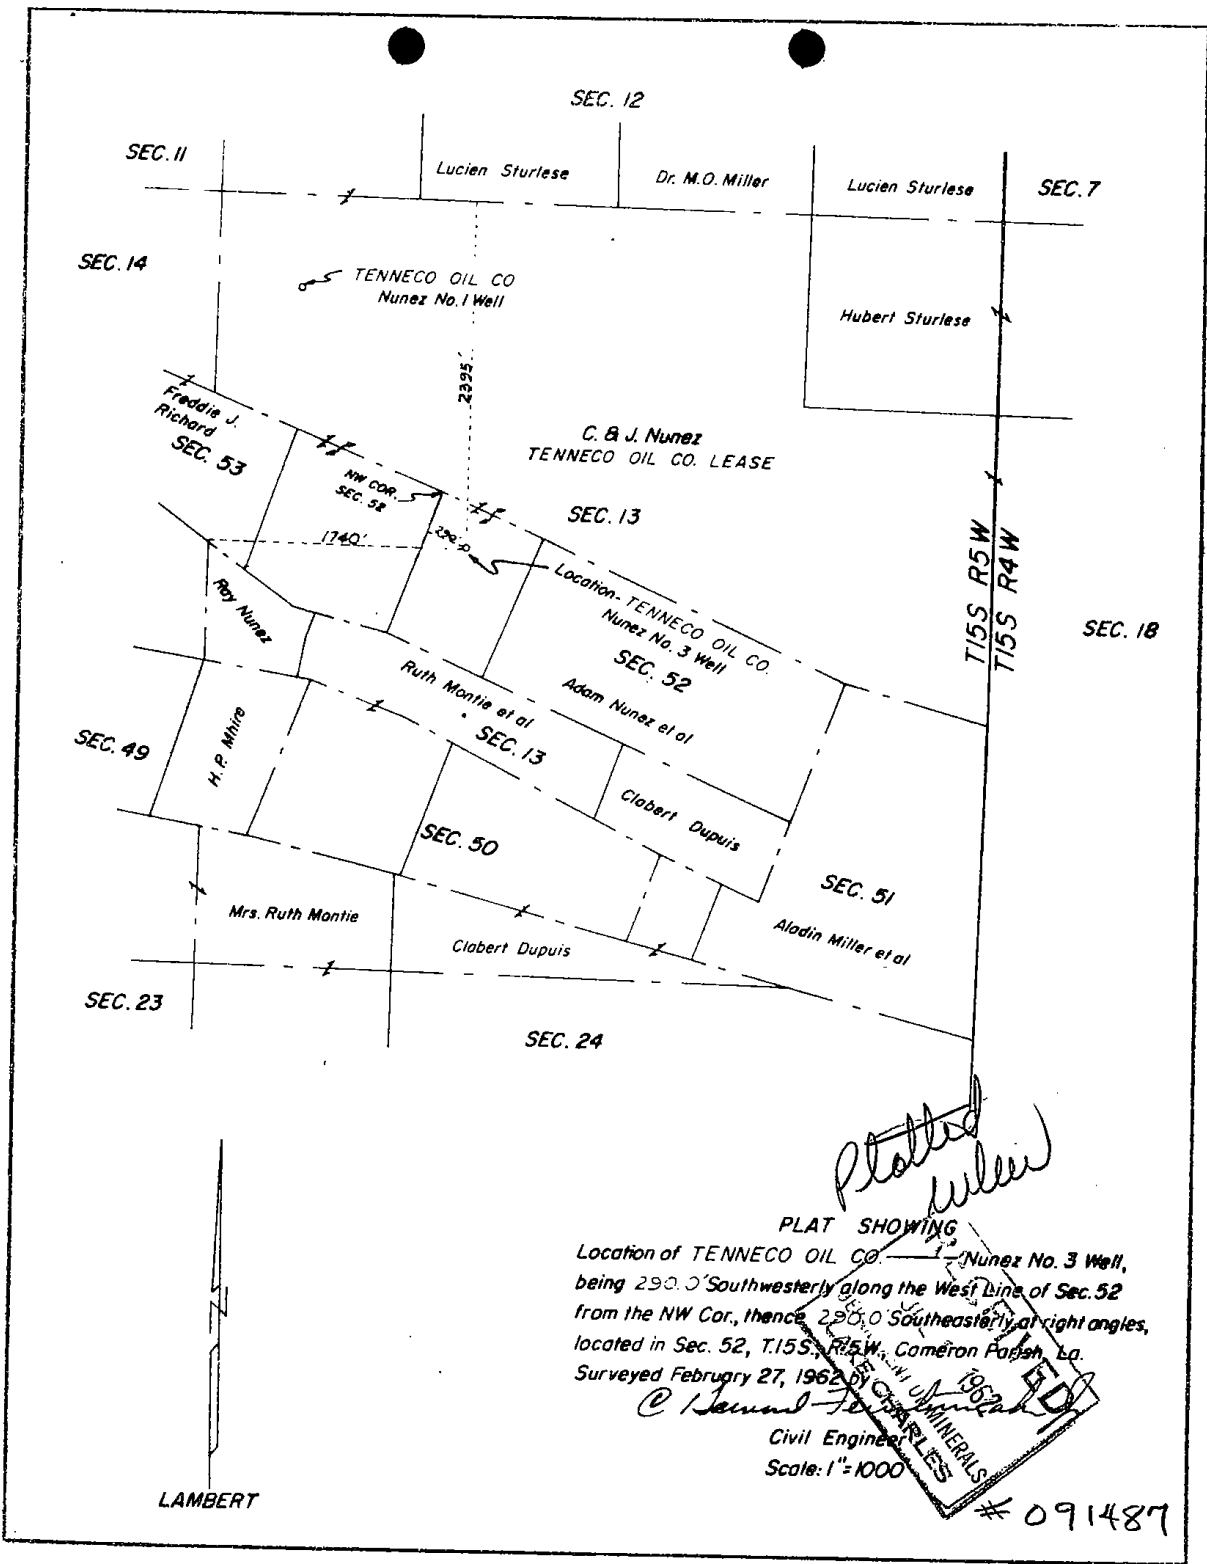 SEC. 12
SEC. 11
Lucien Sturlese
Dr. M.O. Miller
Lucien Sturlese
SEC. 7
SEC. 14
TENNECO OIL CO
Nunez No. 1 Well
Hubert Sturlese
2395'
Freddie J.
Richard
SEC. 53
C. & J. Nunez
TENNECO OIL CO. LEASE
NW COR.
SEC. 52
SEC. 13
1740'
290'
Location - TENNECO OIL CO.
Nunez No. 3 Well
SEC. 52
Adam Nunez et al
T15S R5W
T15S R4W
SEC. 18
Ray Nunez
Ruth Montie et al
SEC. 13
SEC. 49
H. P. Mhire
Clabert Dupuis
SEC. 50
SEC. 51
Aladin Miller et al
Mrs. Ruth Montie
Clabert Dupuis
SEC. 23
SEC. 24
Plotted
PLAT SHOWING
Location of TENNECO OIL CO. — Nunez No. 3 Well,
being 290.0' Southwesterly along the West Line of Sec. 52
from the NW Cor., thence 290.0' Southeasterly at right angles,
located in Sec. 52, T.15S., R.5W., Cameron Parish, La.
Surveyed February 27, 1962 by
Civil Engineer
Scale: 1"=1000'
RECEIVED
1962
MINERALS
LAKE CHARLES
LAMBERT
# 091487